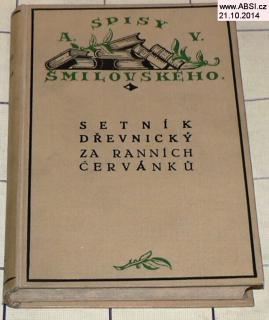 www.ABSI.cz
21.10.2014
SPISY
A. V.
ŠMILOVSKÉHO.
SETNÍK
DŘEVNICKÝ
ZA RANNÍCH
ČERVÁNKŮ